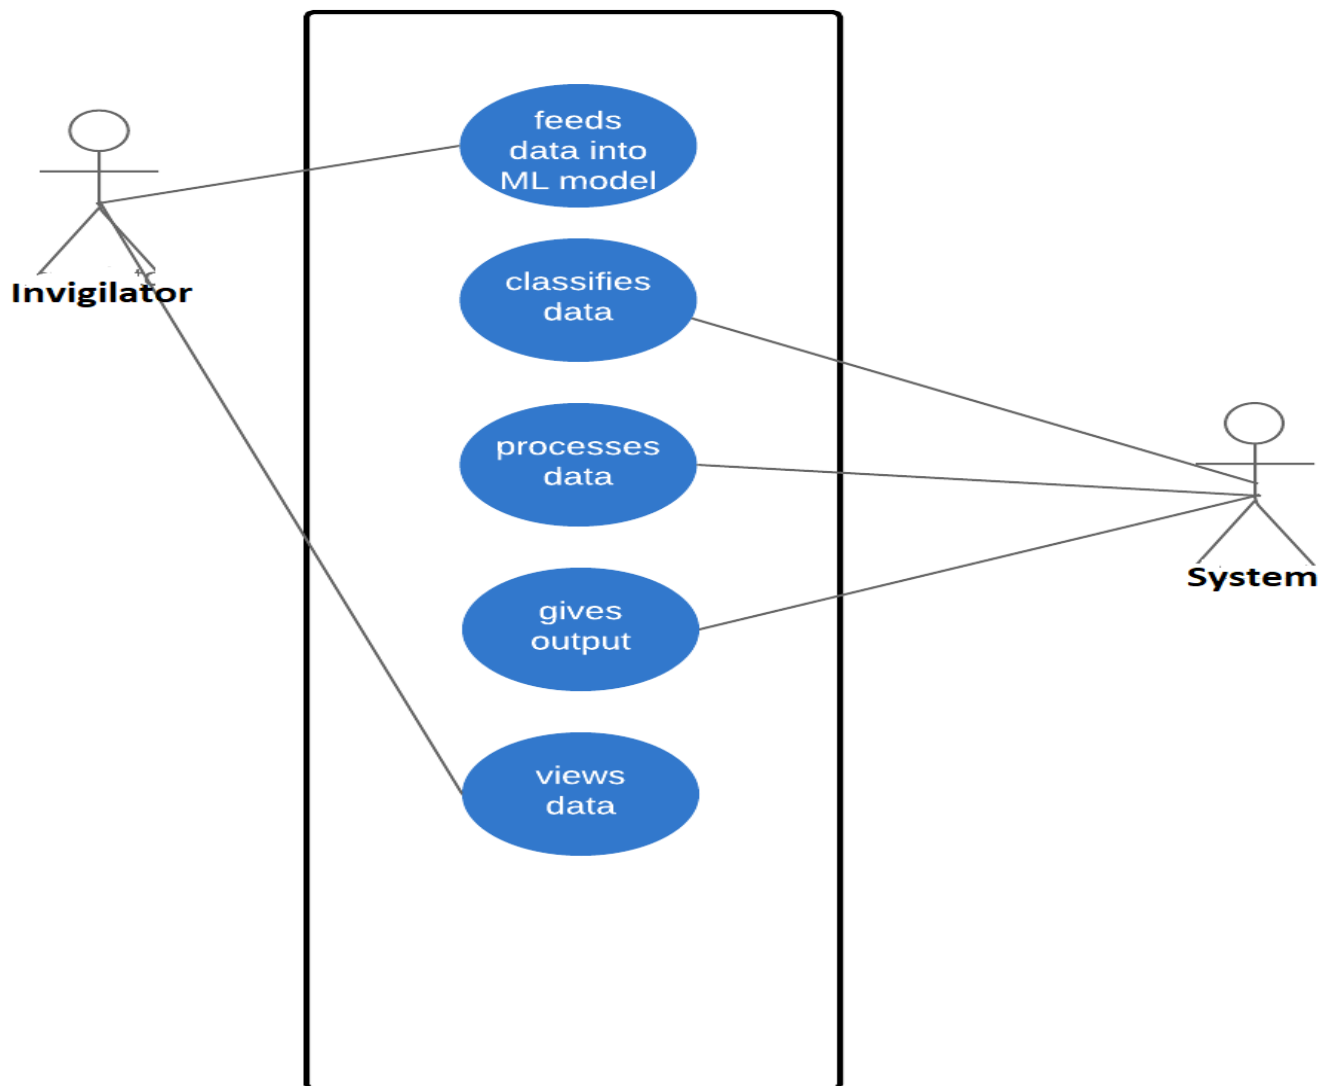 feeds
data into
ML model
Invigilator
classifies
data
processes
data
System
gives
output
views
data